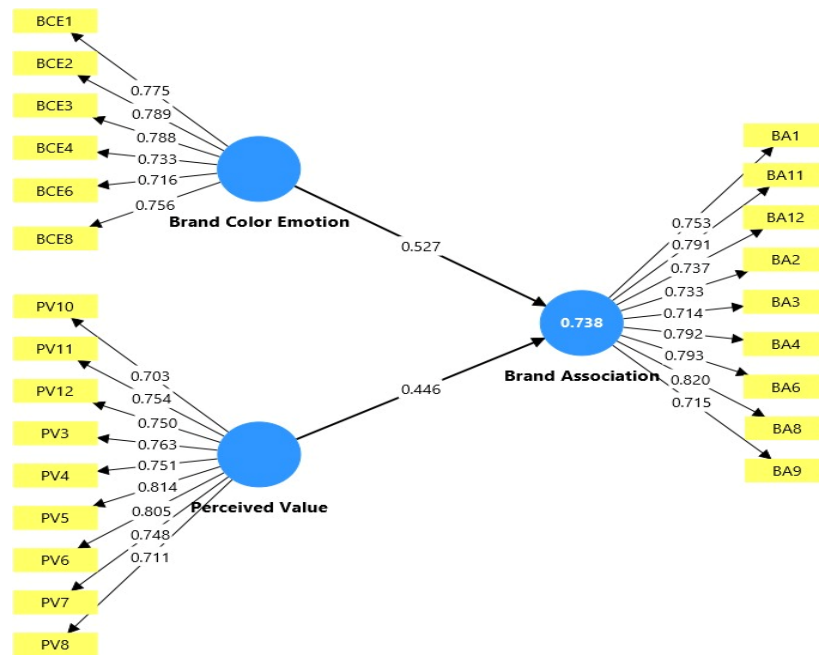 BCE1
BCE2
BCE3
BCE4
BCE6
BCE8
0.775
0.789
0.788
0.733
0.716
0.756
Brand Color Emotion
0.527
PV10
PV11
PV12
PV3
PV4
PV5
PV6
PV7
PV8
0.703
0.754
0.750
0.763
0.751
0.814
0.805
0.748
0.711
Perceived Value
0.446
0.738
Brand Association
0.753
0.791
0.737
0.733
0.714
0.792
0.793
0.820
0.715
BA1
BA11
BA12
BA2
BA3
BA4
BA6
BA8
BA9